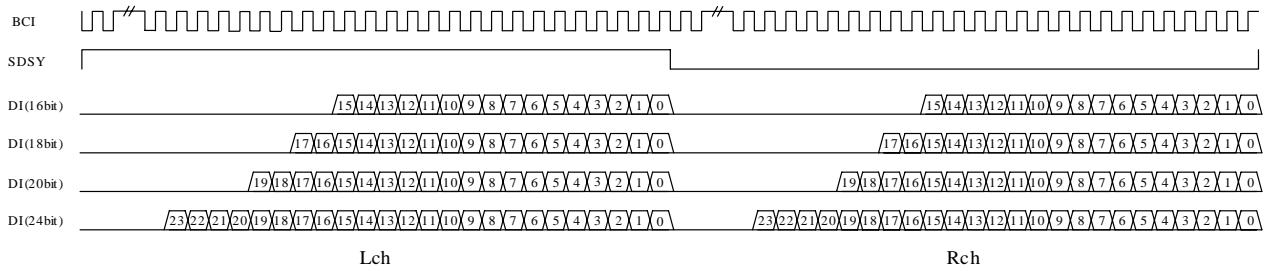 BCI
SDSY
DI(16bit) 15 14 13 12 11 10 9 8 7 6 5 4 3 2 1 0 15 14 13 12 11 10 9 8 7 6 5 4 3 2 1 0
DI(18bit) 17 16 15 14 13 12 11 10 9 8 7 6 5 4 3 2 1 0 17 16 15 14 13 12 11 10 9 8 7 6 5 4 3 2 1 0
DI(20bit) 19 18 17 16 15 14 13 12 11 10 9 8 7 6 5 4 3 2 1 0 19 18 17 16 15 14 13 12 11 10 9 8 7 6 5 4 3 2 1 0
DI(24bit) 23 22 21 20 19 18 17 16 15 14 13 12 11 10 9 8 7 6 5 4 3 2 1 0 23 22 21 20 19 18 17 16 15 14 13 12 11 10 9 8 7 6 5 4 3 2 1 0
Lch Rch